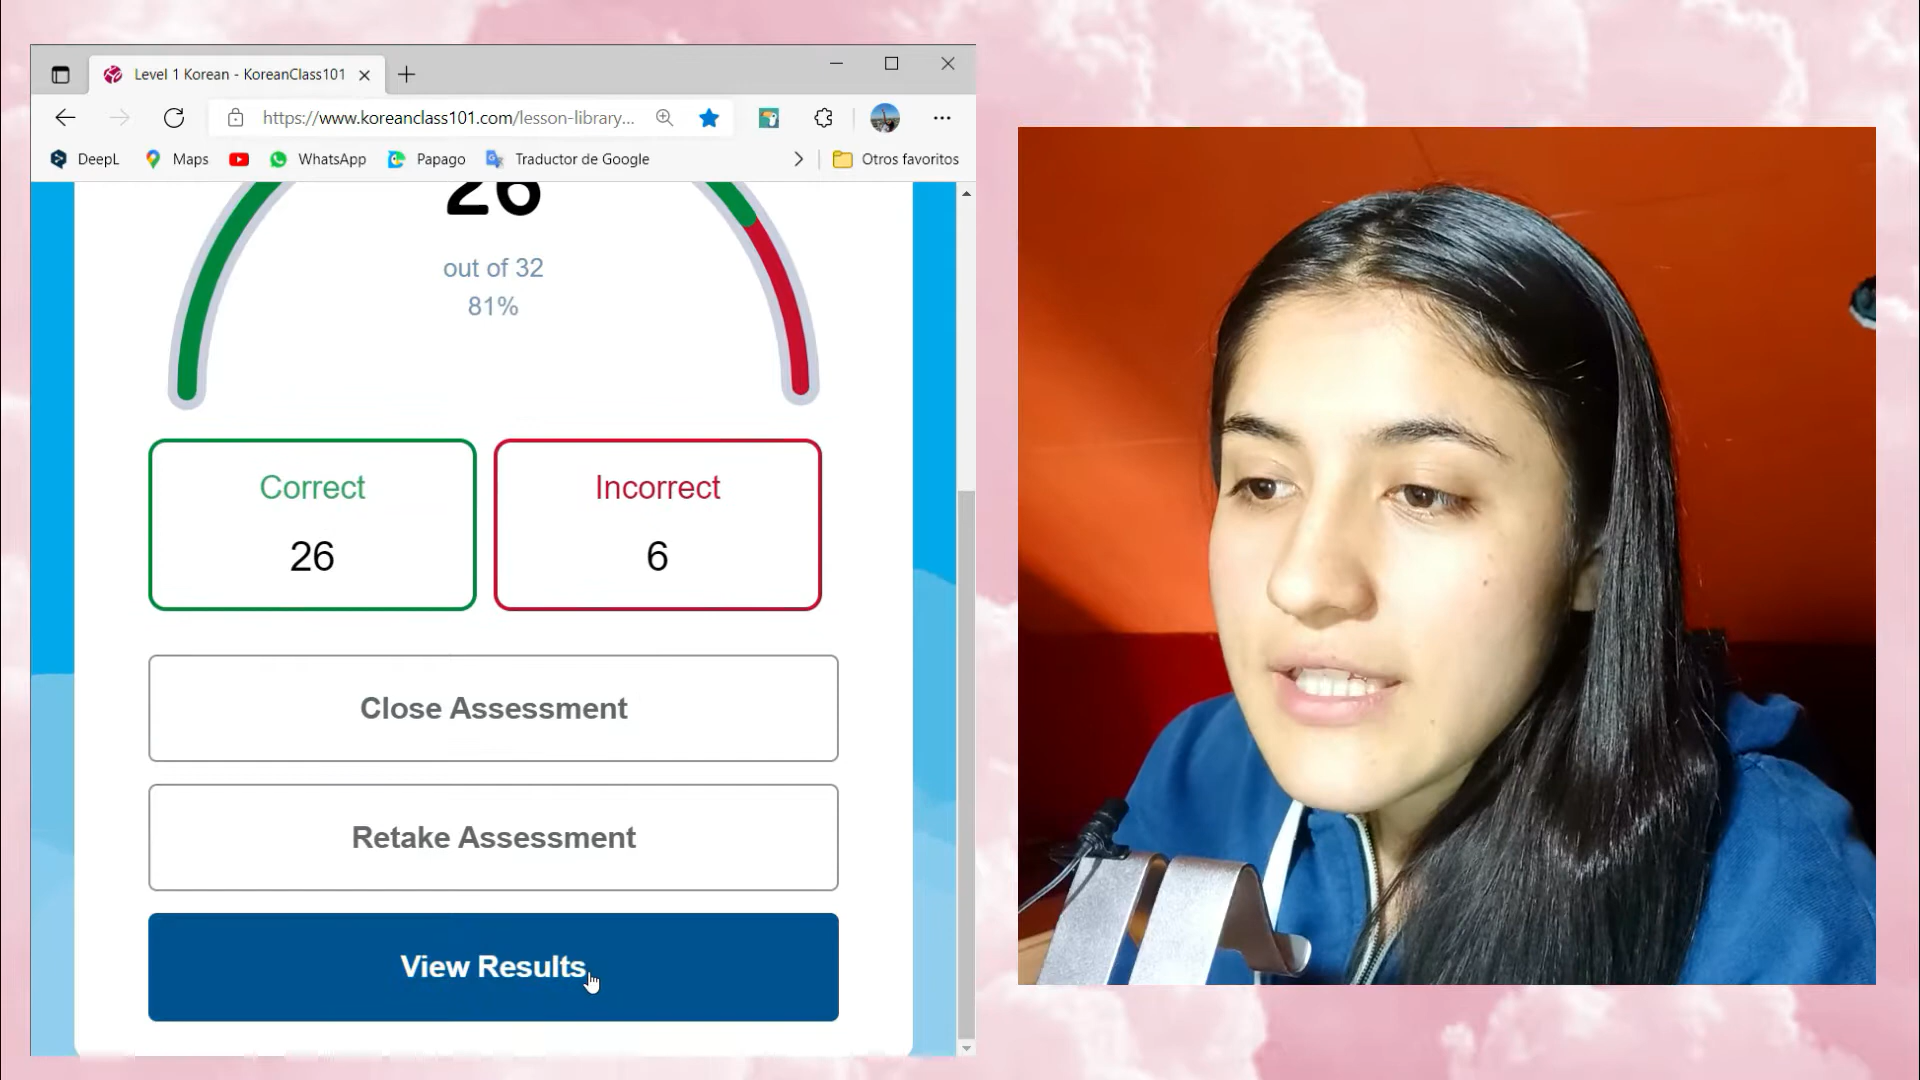 Level 1 Korean - KoreanClass101
https://www.koreanclass101.com/lesson-library...
DeepL
Maps
WhatsApp
Papago
Traductor de Google
Otros favoritos
26
out of 32
81%
Correct
Incorrect
26
6
Close Assessment
Retake Assessment
View Results